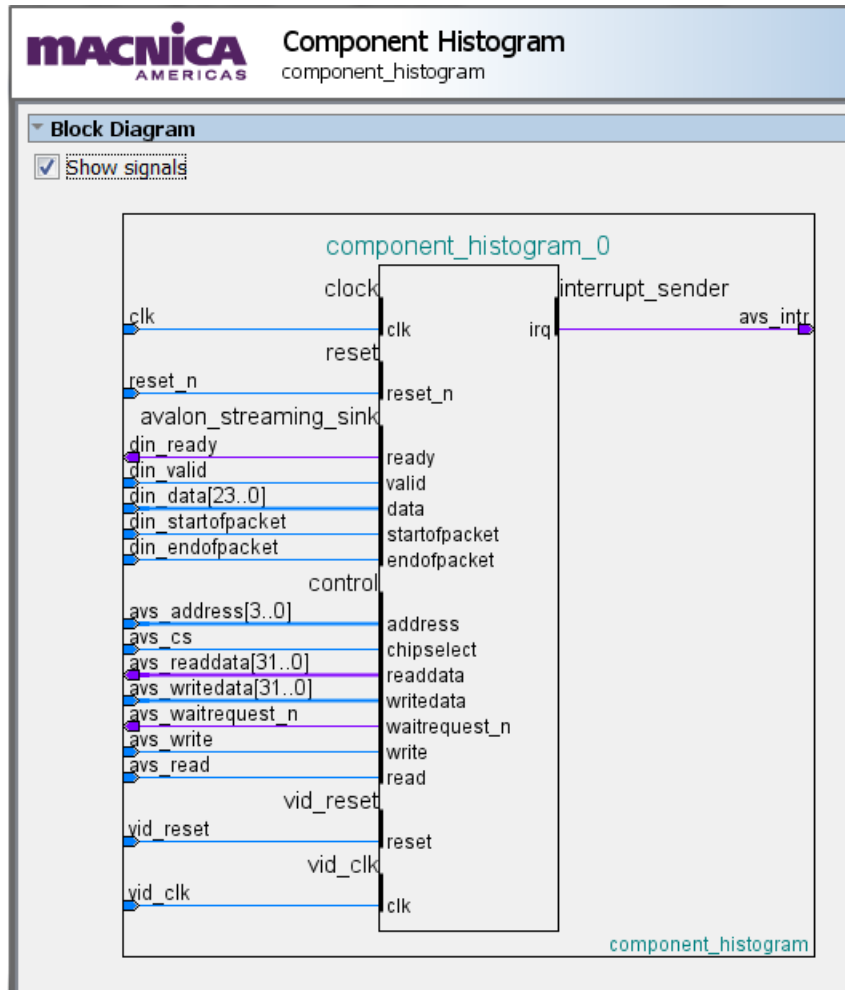 MACNICA
AMERICAS
Component Histogram
component_histogram
Block Diagram
Show signals
component_histogram_0
clock
interrupt_sender
clk
avs_intr
clk
irq
reset
reset_n
reset_n
avalon_streaming_sink
din_ready
ready
din_valid
valid
din_data[23..0]
data
din_startofpacket
startofpacket
din_endofpacket
endofpacket
control
avs_address[3..0]
address
avs_cs
chipselect
avs_readdata[31..0]
readdata
avs_writedata[31..0]
writedata
avs_waitrequest_n
waitrequest_n
avs_write
write
avs_read
read
vid_reset
vid_reset
reset
vid_clk
vid_clk
clk
component_histogram